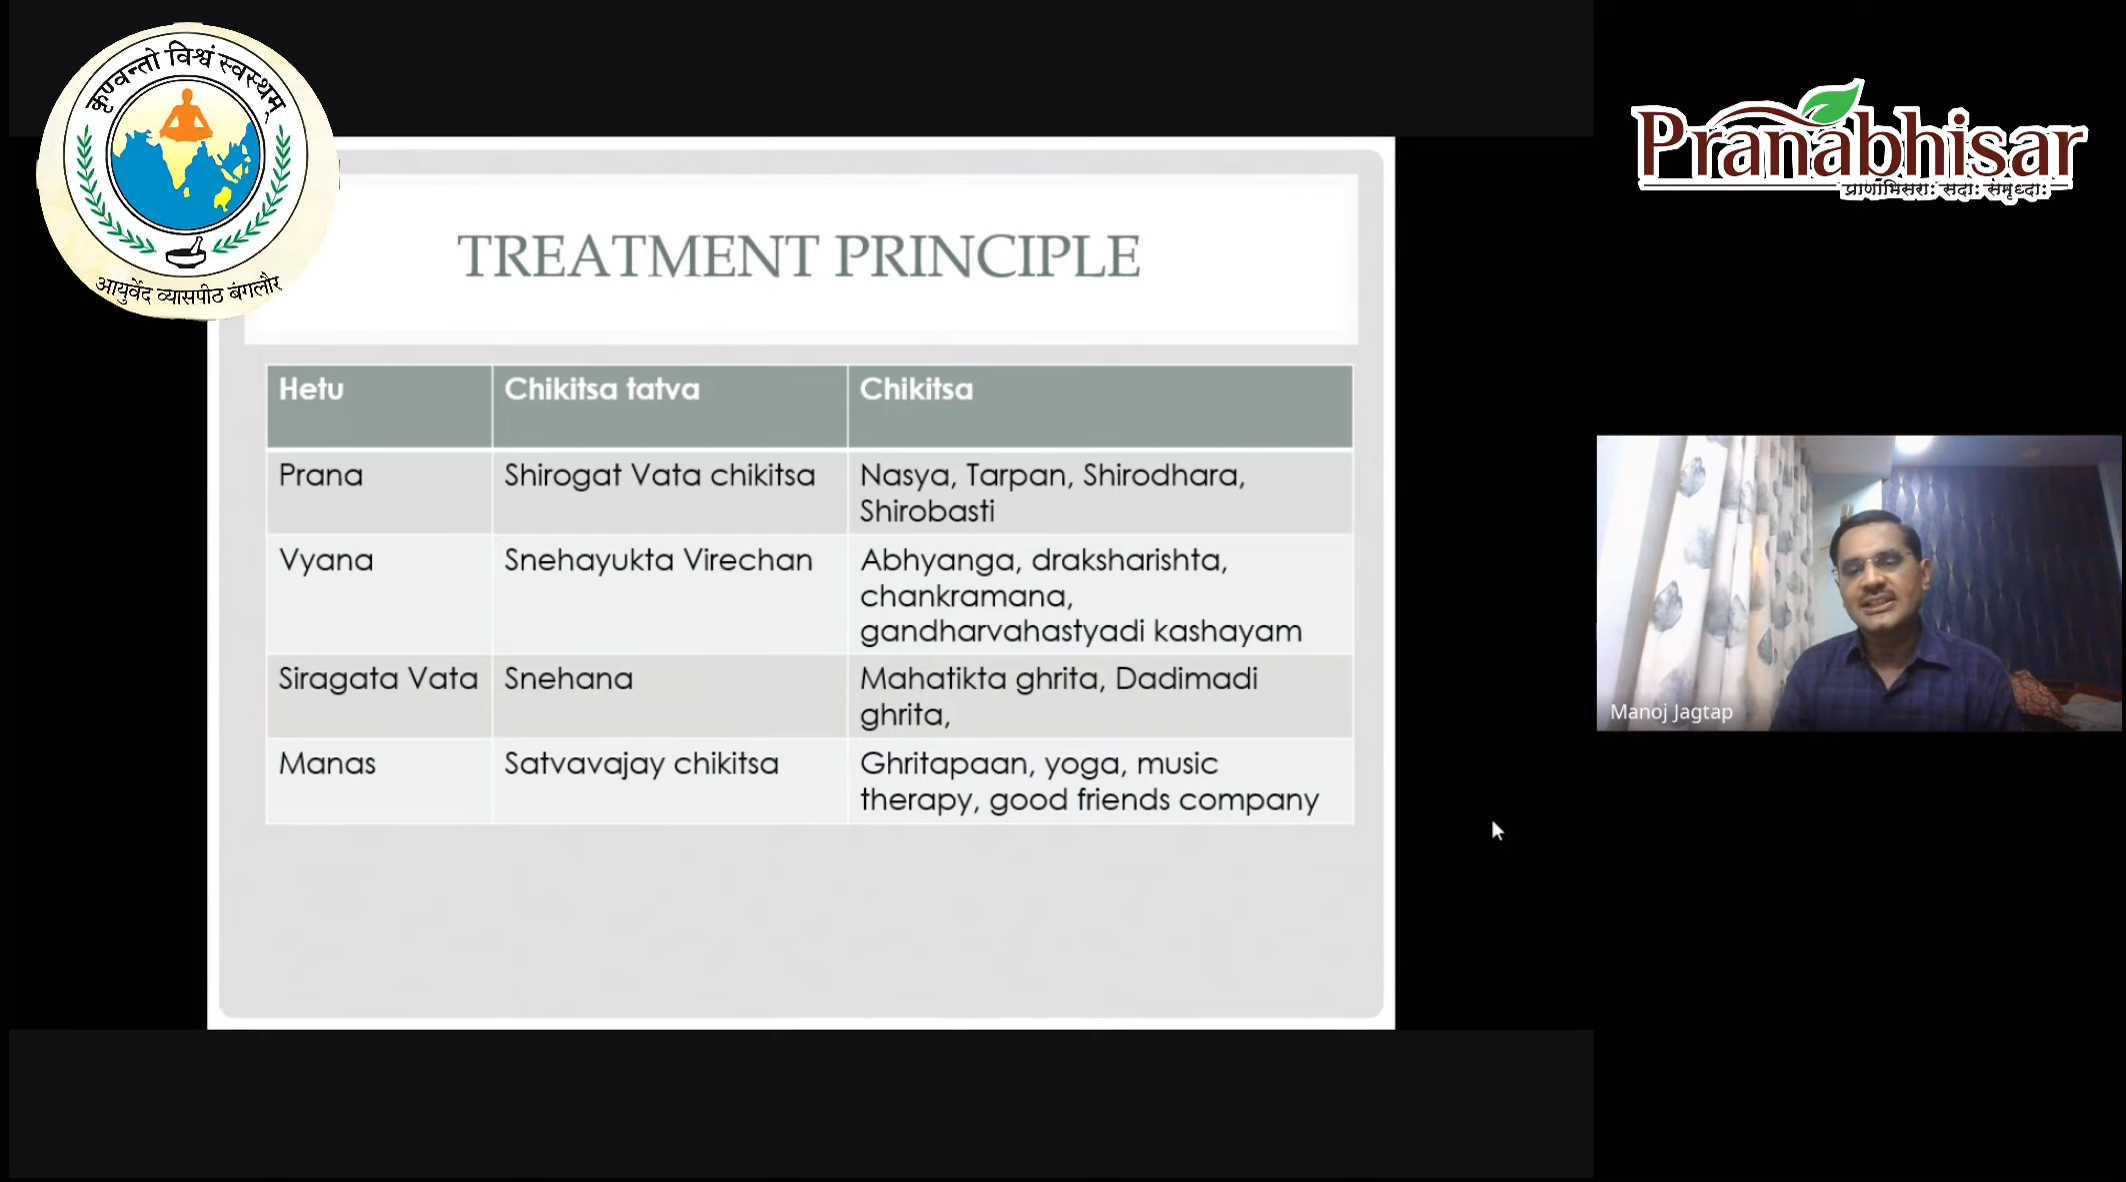 कृण्वन्तो विश्वं स्वस्थम्
आयुर्वेद व्यासपीठ बंगलौर
Pranabhisar
प्राणाभिसराः सदाः संमृध्दाः
TREATMENT PRINCIPLE
Hetu Chikitsa tatva Chikitsa
Prana Shirogat Vata chikitsa Nasya, Tarpan, Shirodhara,
Shirobasti
Vyana Snehayukta Virechan Abhyanga, draksharishta,
chankramana,
gandharvahastyadi kashayam
Siragata Vata Snehana Mahatikta ghrita, Dadimadi
ghrita,
Manas Satvavajay chikitsa Ghritapaan, yoga, music
therapy, good friends company
Manoj Jagtap